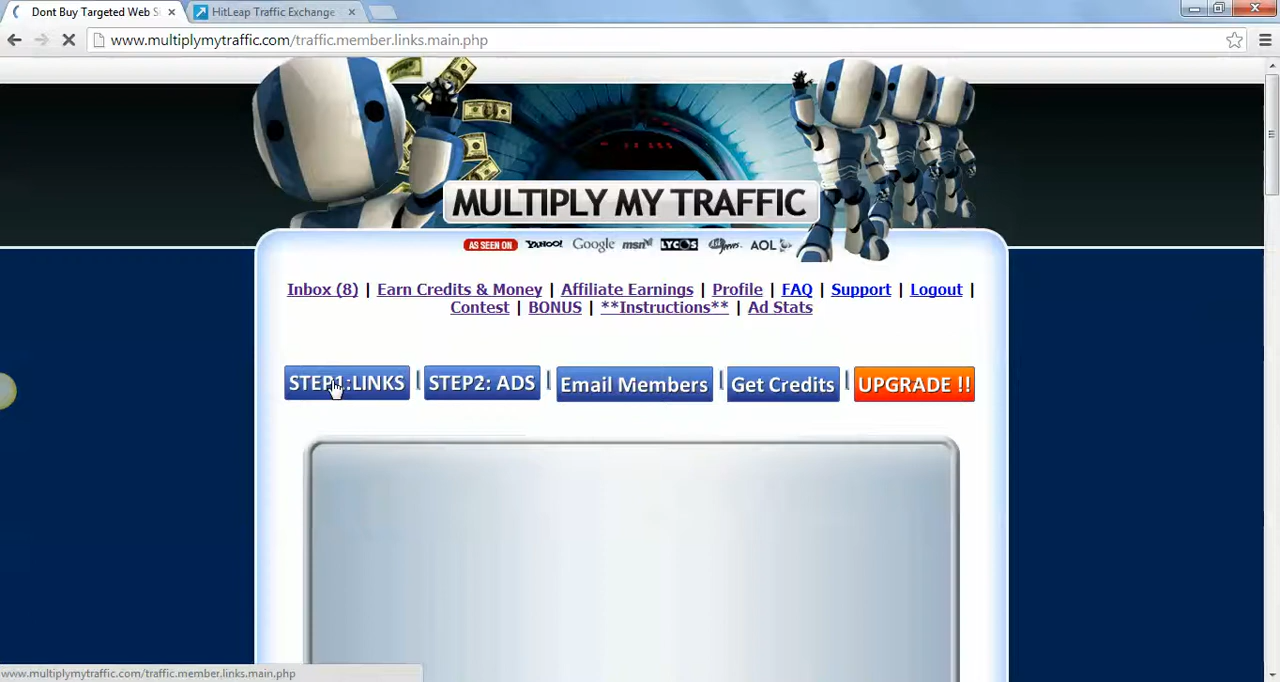 Dont Buy Targeted Web S
HitLeap Traffic Exchange
www.multiplymytraffic.com/traffic.member.links.main.php
MULTIPLY MY TRAFFIC
AS SEEN ON YAHOO! Google msn LYCOS AOL
Inbox (8) | Earn Credits & Money | Affiliate Earnings | Profile | FAQ | Support | Logout |
Contest | BONUS | **Instructions** | Ad Stats
STEP1:LINKS | STEP2: ADS | Email Members | Get Credits | UPGRADE !!
www.multiplymytraffic.com/traffic.member.links.main.php